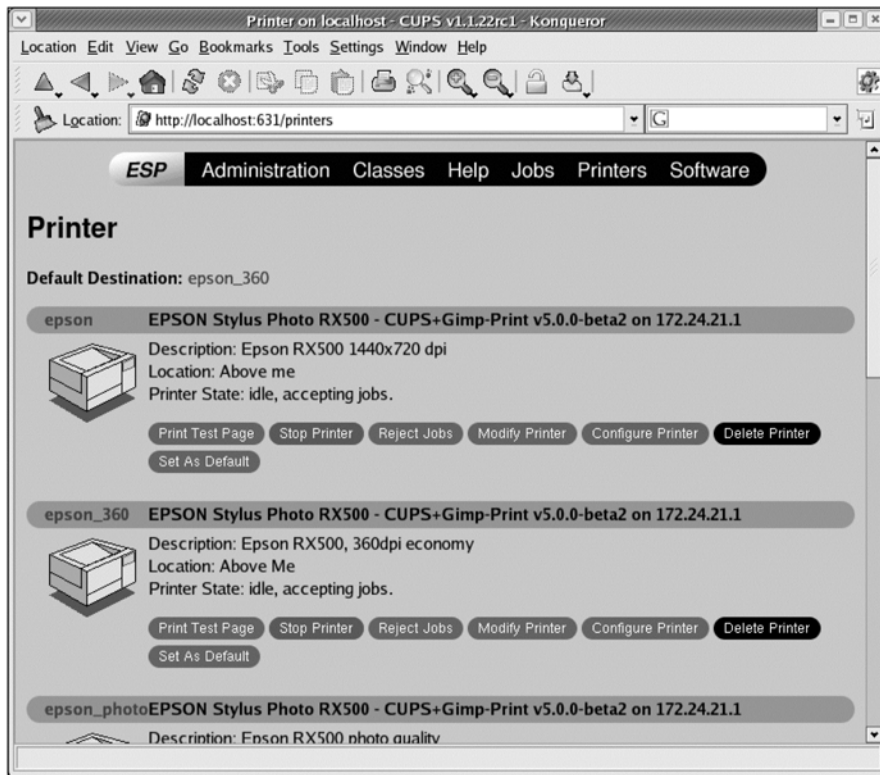 Printer on localhost - CUPS v1.1.22rc1 - Konqueror
Location Edit View Go Bookmarks Tools Settings Window Help
Location: http://localhost:631/printers
G
ESP Administration Classes Help Jobs Printers Software
Printer
Default Destination: epson_360
epson EPSON Stylus Photo RX500 - CUPS+Gimp-Print v5.0.0-beta2 on 172.24.21.1
Description: Epson RX500 1440x720 dpi
Location: Above me
Printer State: idle, accepting jobs.
Print Test Page Stop Printer Reject Jobs Modify Printer Configure Printer Delete Printer
Set As Default
epson_360 EPSON Stylus Photo RX500 - CUPS+Gimp-Print v5.0.0-beta2 on 172.24.21.1
Description: Epson RX500, 360dpi economy
Location: Above Me
Printer State: idle, accepting jobs.
Print Test Page Stop Printer Reject Jobs Modify Printer Configure Printer Delete Printer
Set As Default
epson_photo EPSON Stylus Photo RX500 - CUPS+Gimp-Print v5.0.0-beta2 on 172.24.21.1
Description: Epson RX500 photo quality